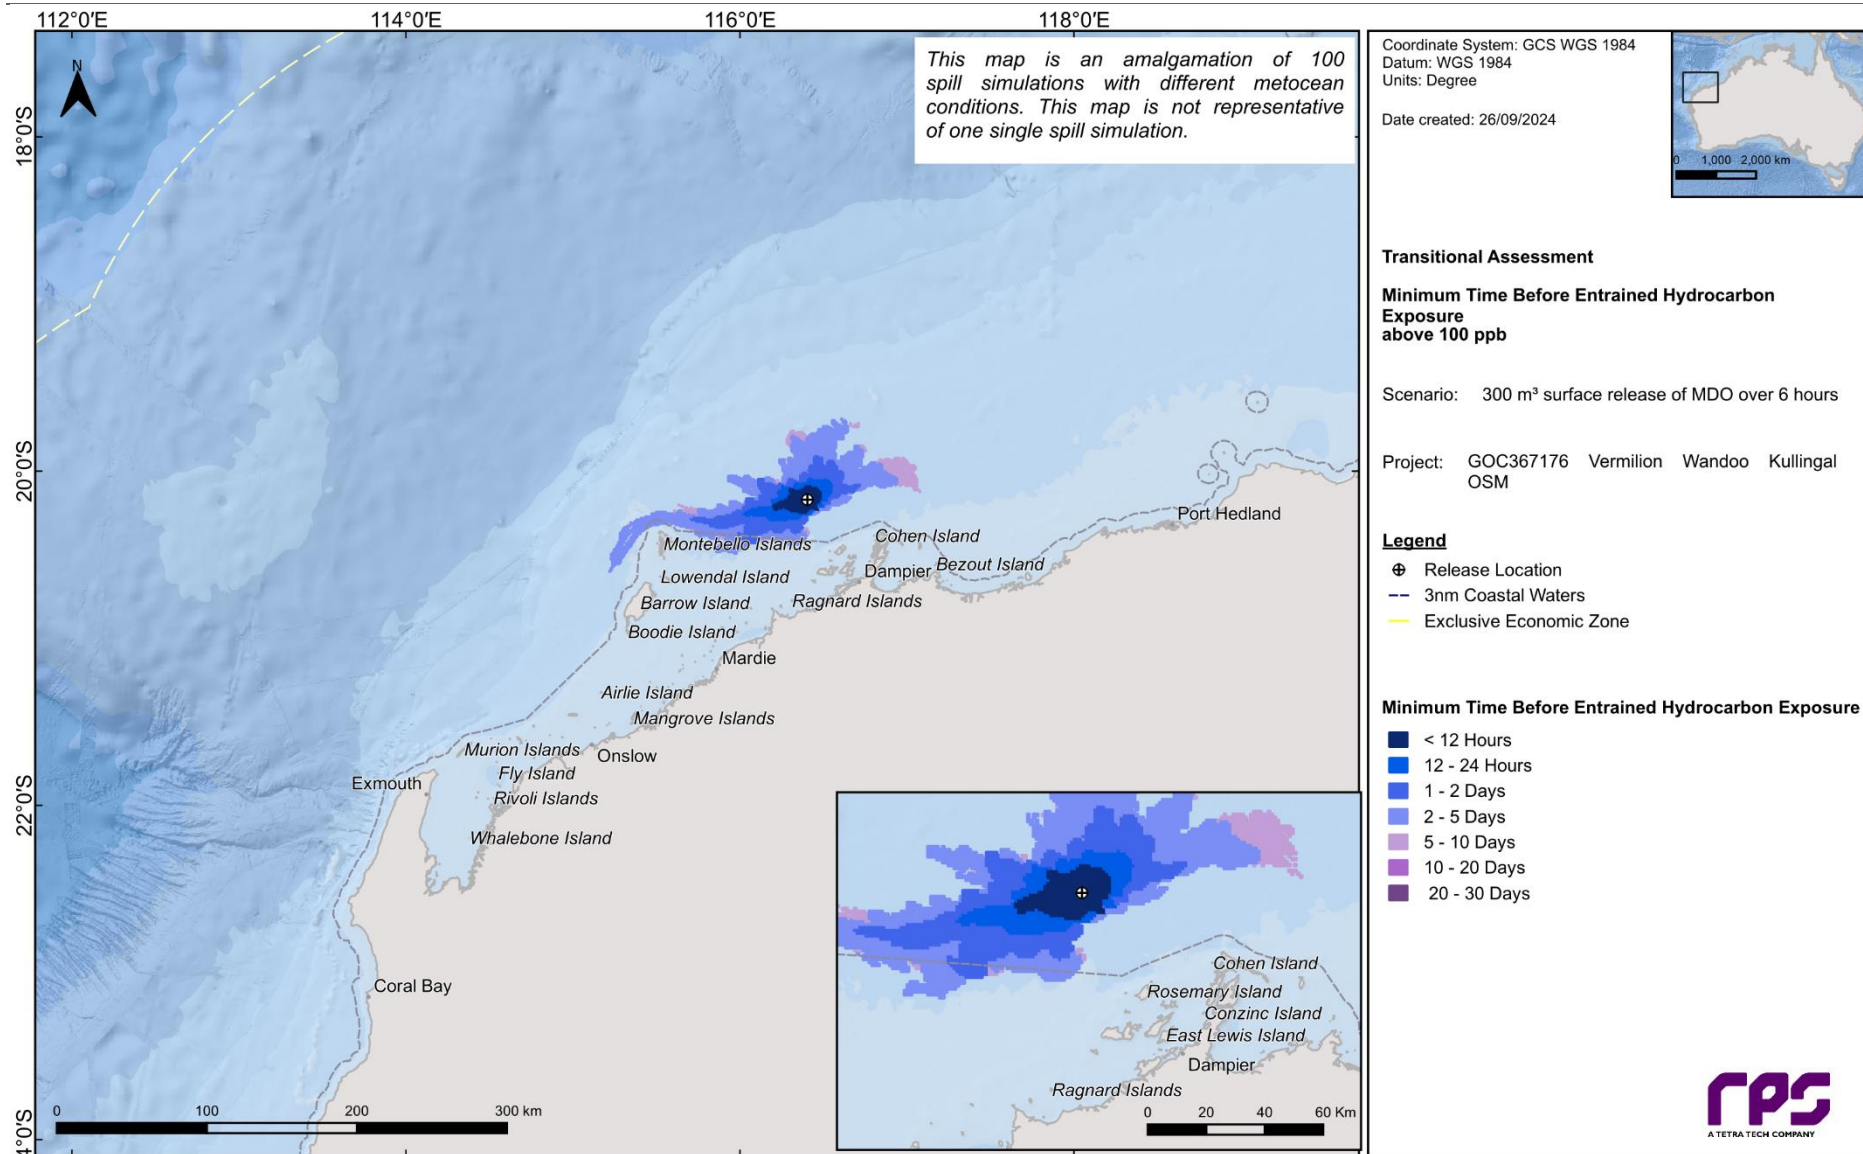 112°0′E
114°0′E
116°0′E
118°0′E
N
18°0′S
20°0′S
22°0′S
4°0′S
This map is an amalgamation of 100
spill simulations with different metocean
conditions. This map is not representative
of one single spill simulation.
Port Hedland
Cohen Island
Montebello Islands
Bezout Island
Dampier
Lowendal Island
Barrow Island
Ragnard Islands
Boodie Island
Mardie
Airlie Island
Mangrove Islands
Murion Islands
Onslow
Fly Island
Exmouth
Rivoli Islands
Whalebone Island
Coral Bay
0 100 200 300 km
Cohen Island
Rosemary Island
Conzinc Island
East Lewis Island
Dampier
Ragnard Islands
0 20 40 60 Km
Coordinate System: GCS WGS 1984
Datum: WGS 1984
Units: Degree
Date created: 26/09/2024
0 1,000 2,000 km
Transitional Assessment
Minimum Time Before Entrained Hydrocarbon
Exposure
above 100 ppb
Scenario: 300 m³ surface release of MDO over 6 hours
Project: GOC367176 Vermilion Wandoo Kullingal
OSM
Legend
Release Location
3nm Coastal Waters
Exclusive Economic Zone
Minimum Time Before Entrained Hydrocarbon Exposure
< 12 Hours
12 - 24 Hours
1 - 2 Days
2 - 5 Days
5 - 10 Days
10 - 20 Days
20 - 30 Days
rps
A TETRA TECH COMPANY